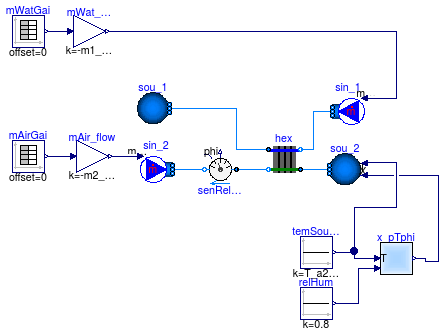 mWatGai
mWat_...
offset=0
k=-m1_...
sou_1
sin_1
m
mAirGai
mAir_flow
sin_2
phi
hex
sou_2
m
offset=0
k=-m2_...
senRel...
temSou...
x_pTphi
T
k=T_a2...
relHum
k=0.8